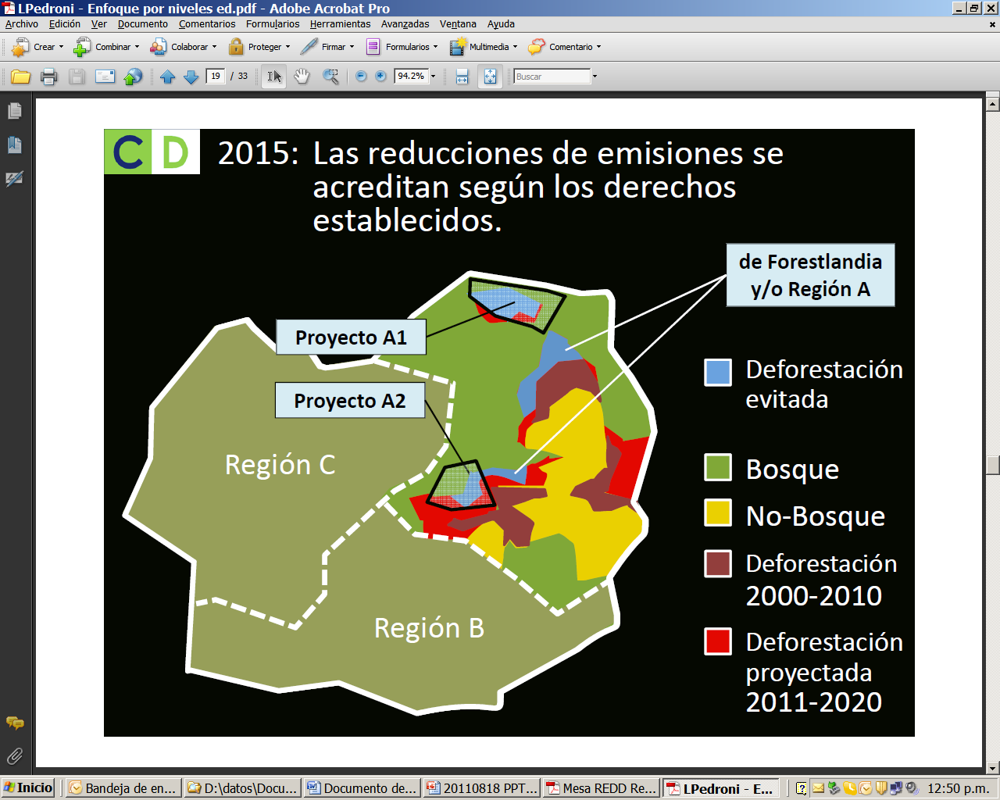 LPedroni - Enfoque por niveles ed.pdf - Adobe Acrobat Pro
Archivo Edición Ver Documento Comentarios Formularios Herramientas Avanzadas Ventana Ayuda
Crear Combinar Colaborar Proteger Firmar Formularios Multimedia Comentario
19 / 33 94.2% Buscar
C D
2015: Las reducciones de emisiones se
acreditan según los derechos
establecidos.
de Forestlandia
y/o Región A
Proyecto A1
Proyecto A2
Región C
Región B
Deforestación
evitada
Bosque
No-Bosque
Deforestación
2000-2010
Deforestación
proyectada
2011-2020
Inicio Bandeja de en... D:\datos\Docu... Documento de... 20110818 PPT... Mesa REDD Re... LPedroni - E... 12:50 p.m.